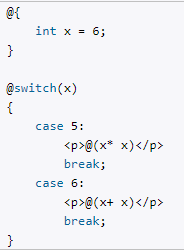 @{
    int x = 6;
}

@switch(x)
{
    case 5:
        <p>@(x* x)</p>
        break;
    case 6:
        <p>@(x+ x)</p>
        break;
}